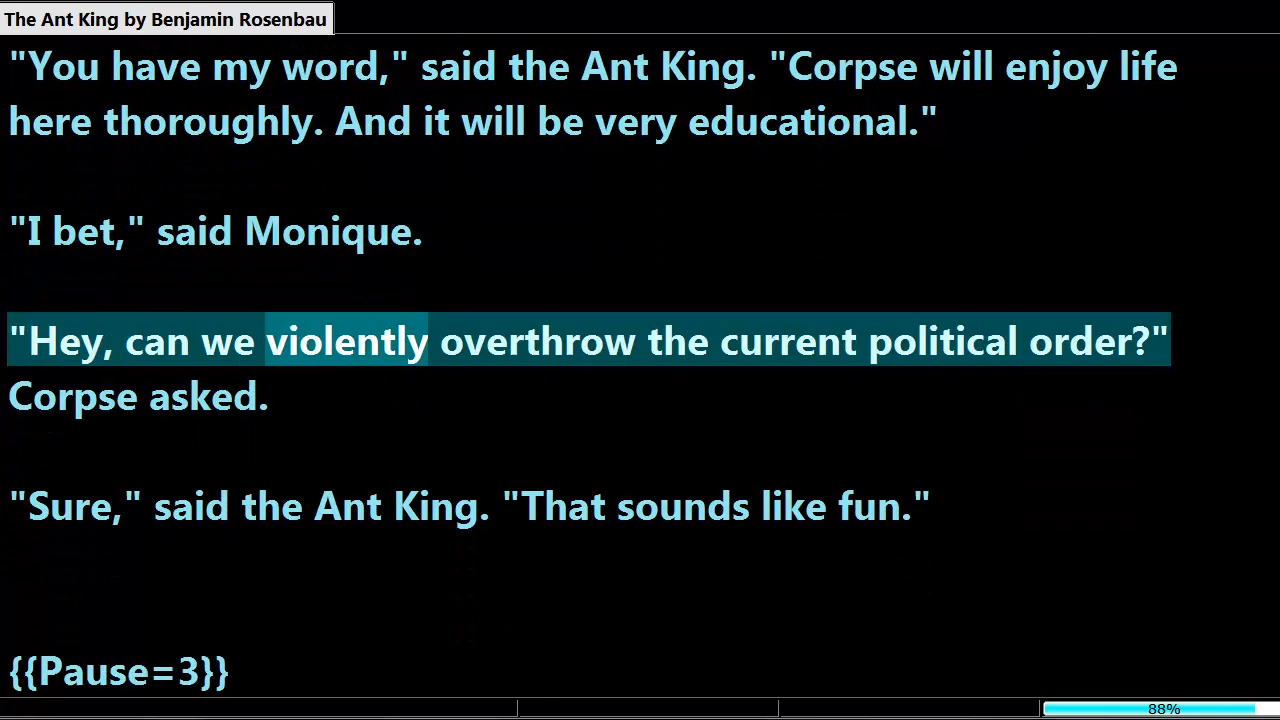 The Ant King by Benjamin Rosenbau
"You have my word," said the Ant King. "Corpse will enjoy life
here thoroughly. And it will be very educational."
"I bet," said Monique.
"Hey, can we violently overthrow the current political order?"
Corpse asked.
"Sure," said the Ant King. "That sounds like fun."
{{Pause=3}}
88%